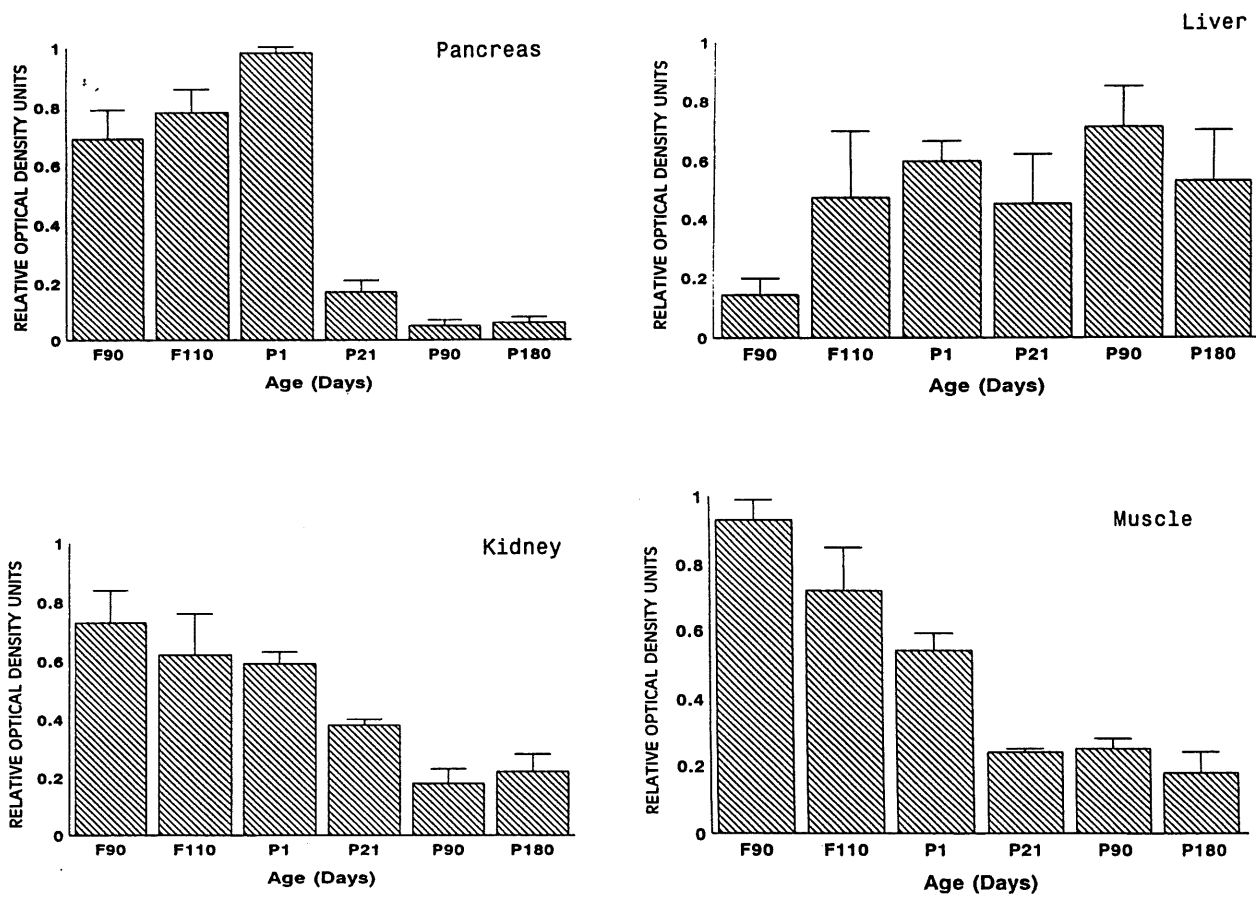 Pancreas
RELATIVE OPTICAL DENSITY UNITS
1
0.8
0.6
0.4
0.2
0
F90 F110 P1 P21 P90 P180
Age (Days)
Liver
RELATIVE OPTICAL DENSITY UNITS
1
0.8
0.6
0.4
0.2
0
F90 F110 P1 P21 P90 P180
Age (Days)
Kidney
RELATIVE OPTICAL DENSITY UNITS
1
0.8
0.6
0.4
0.2
0
F90 F110 P1 P21 P90 P180
Age (Days)
Muscle
RELATIVE OPTICAL DENSITY UNITS
1
0.8
0.6
0.4
0.2
0
F90 F110 P1 P21 P90 P180
Age (Days)